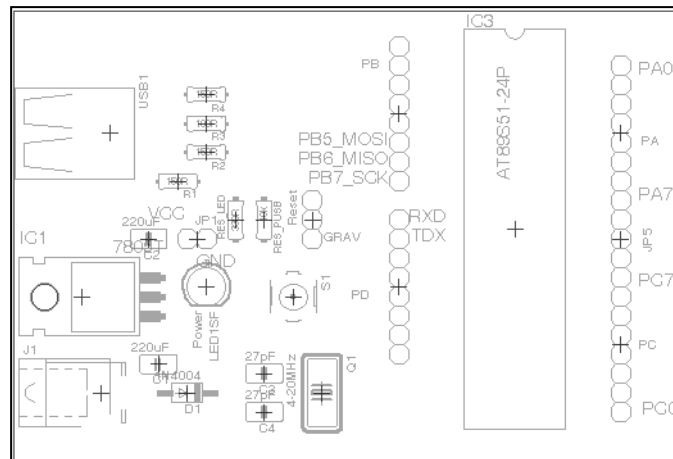 IC3
PB
PA0
USB1
R4
AT89S51-24P
R3
PB5_MOSI
PA
PB6_MISO
R2
PB7_SCK
R1
RES_LED
RES_PUSB
Reset
PA7
VCC
220uF
JP1
RXD
TDX
IC1
C2
GRAV
JP5
GND
S1
PC7
PD
Power
LED1SF
PC
J1
220uF
27pF
4-20MHz
Q1
D1
27pF
C4